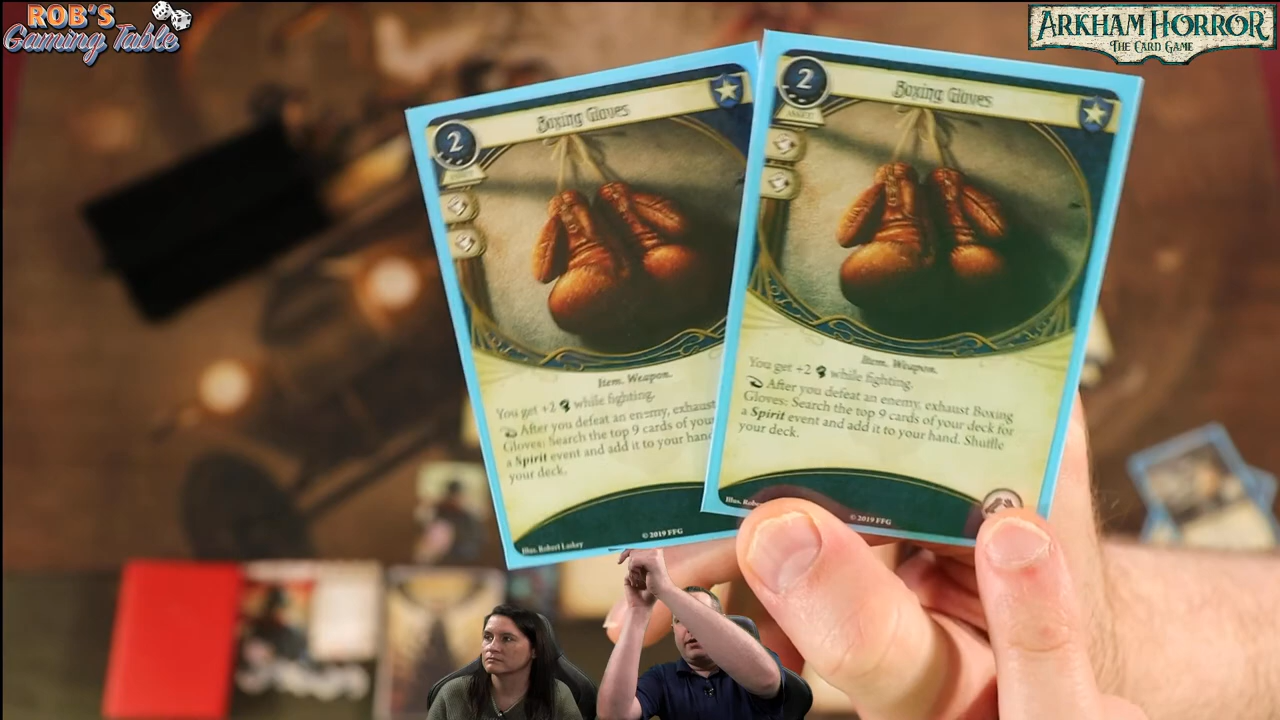 ROB'S
Gaming Table
ARKHAM HORROR
THE CARD GAME
2
Boxing Gloves
ASSET
Item. Weapon.
You get +2 while fighting.
After you defeat an enemy, exhaust
Gloves: Search the top 9 cards of your
a Spirit event and add it to your hand
your deck.
Illus. Robert Laskey
© 2019 FFG
2
Boxing Gloves
ASSET
Item. Weapon.
You get +2 while fighting.
After you defeat an enemy, exhaust Boxing
Gloves: Search the top 9 cards of your deck for
a Spirit event and add it to your hand. Shuffle
your deck.
Illus.
© 2019 FFG